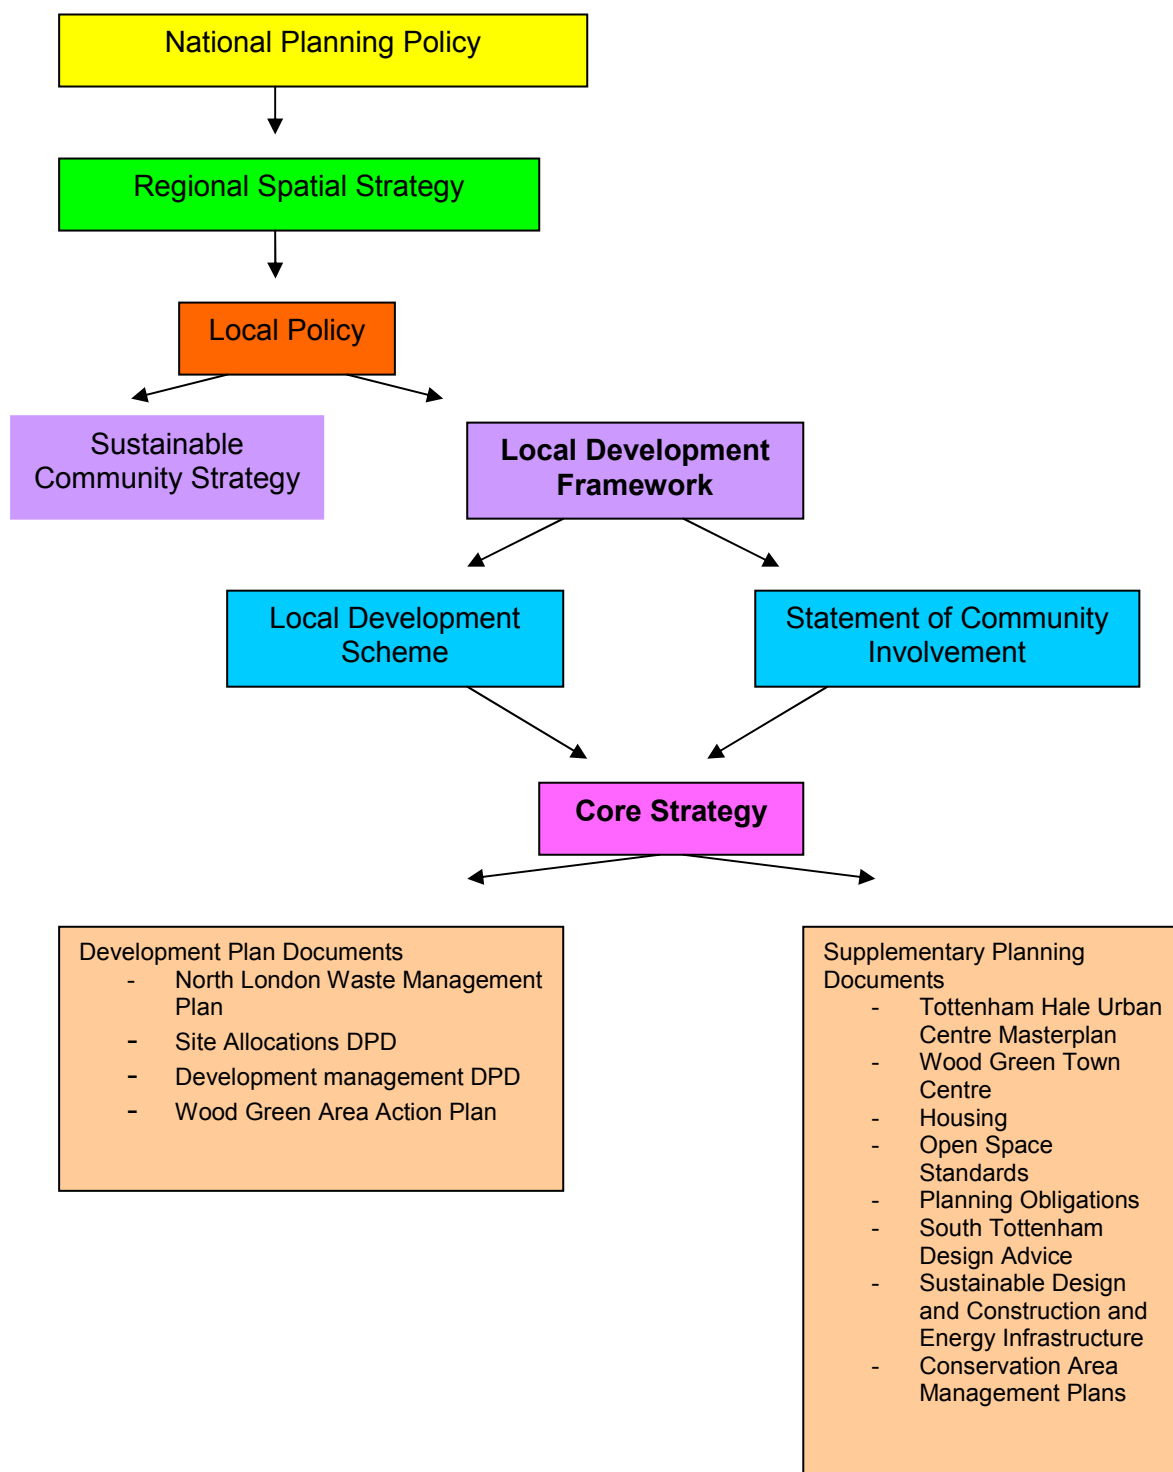 National Planning Policy
Regional Spatial Strategy
Local Policy
Sustainable
Community Strategy
Local Development
Framework
Local Development
Scheme
Statement of Community
Involvement
Core Strategy
Development Plan Documents
- North London Waste Management
Plan
- Site Allocations DPD
- Development management DPD
- Wood Green Area Action Plan
Supplementary Planning
Documents
- Tottenham Hale Urban
Centre Masterplan
- Wood Green Town
Centre
- Housing
- Open Space
Standards
- Planning Obligations
- South Tottenham
Design Advice
- Sustainable Design
and Construction and
Energy Infrastructure
- Conservation Area
Management Plans